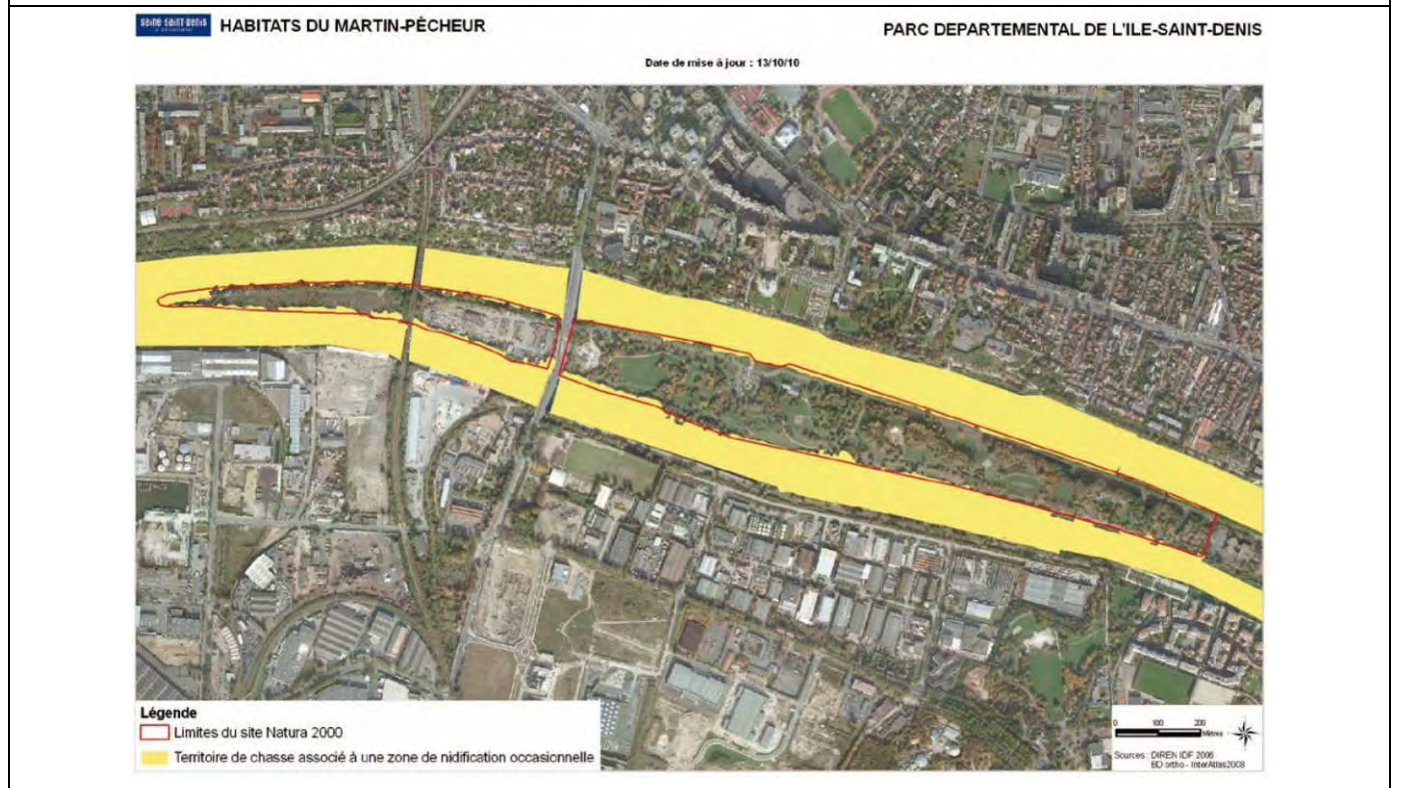 seine saint denis
HABITATS DU MARTIN-PÊCHEUR
PARC DEPARTEMENTAL DE L'ILE-SAINT-DENIS
Date de mise à jour : 13/10/10
Légende
Limites du site Natura 2000
Territoire de chasse associé à une zone de nidification occasionnelle
0 100 200
Mètres
Sources : DIREN IDF 2006
BD ortho - InterAtlas2008